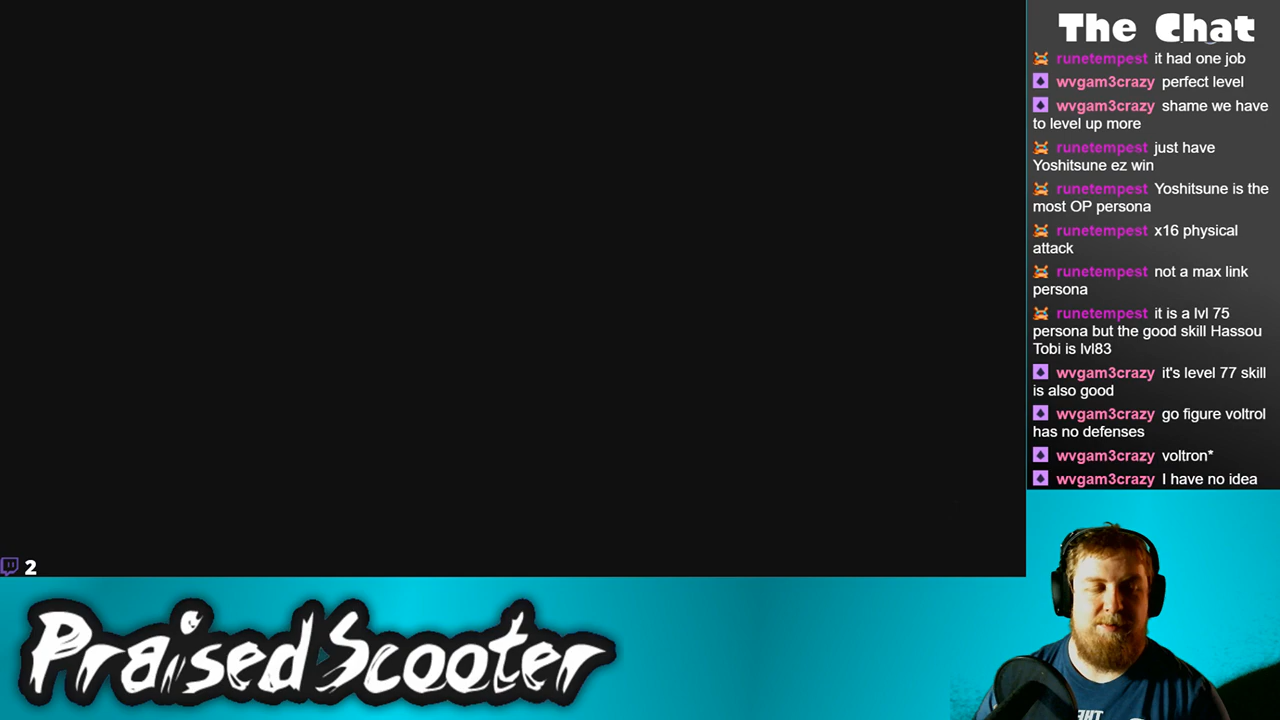 The Chat
runetempest it had one job
wvgam3crazy perfect level
wvgam3crazy shame we have
to level up more
runetempest just have
Yoshitsune ez win
runetempest Yoshitsune is the
most OP persona
runetempest x16 physical
attack
runetempest not a max link
persona
runetempest it is a lvl 75
persona but the good skill Hassou
Tobi is lvl83
wvgam3crazy it's level 77 skill
is also good
wvgam3crazy go figure voltrol
has no defenses
wvgam3crazy voltron*
wvgam3crazy I have no idea
2
PraisedScooter
THE